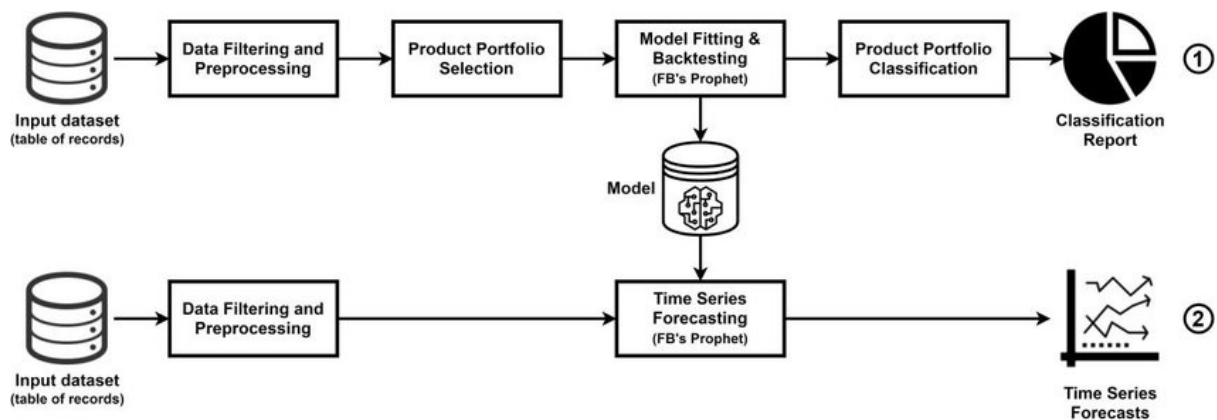 Input dataset
(table of records)
Data Filtering and
Preprocessing
Product Portfolio
Selection
Model Fitting &
Backtesting
(FB's Prophet)
Product Portfolio
Classification
Classification
Report
1
Model
Input dataset
(table of records)
Data Filtering and
Preprocessing
Time Series
Forecasting
(FB's Prophet)
Time Series
Forecasts
2